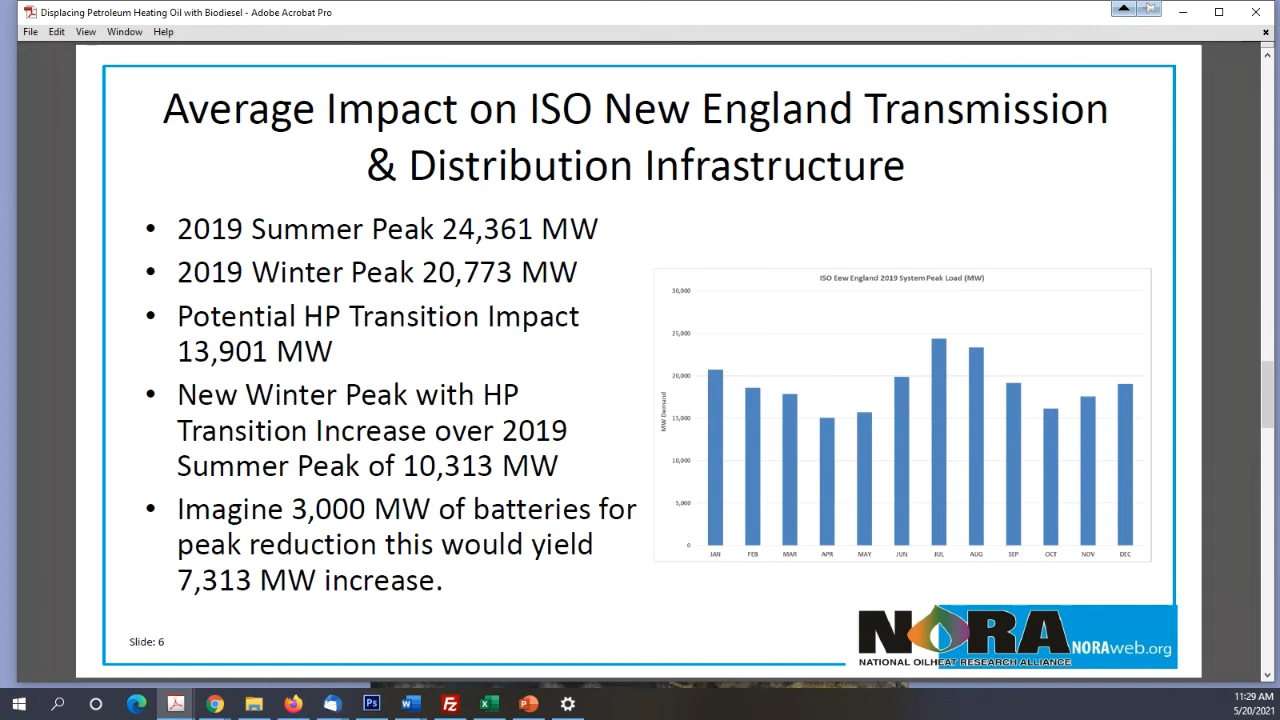 Displacing Petroleum Heating Oil with Biodiesel - Adobe Acrobat Pro
File Edit View Window Help
Average Impact on ISO New England Transmission
& Distribution Infrastructure
• 2019 Summer Peak 24,361 MW
• 2019 Winter Peak 20,773 MW
• Potential HP Transition Impact
13,901 MW
• New Winter Peak with HP
Transition Increase over 2019
Summer Peak of 10,313 MW
• Imagine 3,000 MW of batteries for
peak reduction this would yield
7,313 MW increase.
ISO Eew England 2019 System Peak Load (MW)
MW Demand
30,000
25,000
20,000
15,000
10,000
5,000
0
JAN FEB MAR APR MAY JUN JUL AUG SEP OCT NOV DEC
Slide: 6
NORA
NATIONAL OILHEAT RESEARCH ALLIANCE
NORAweb.org
11:29 AM
5/20/2021